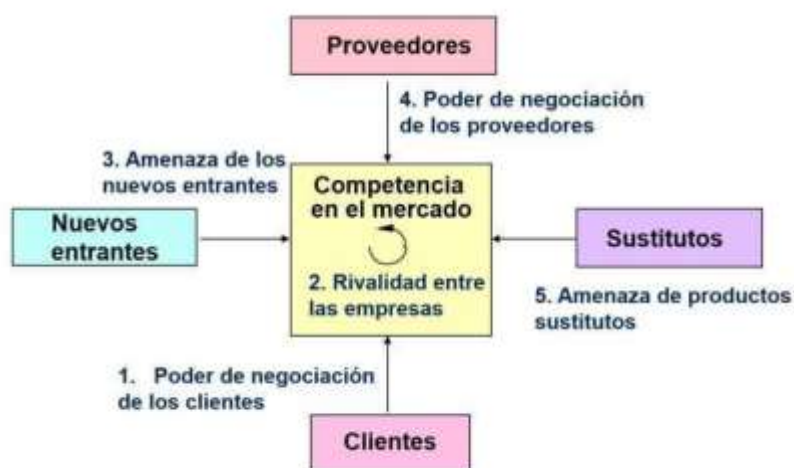 Proveedores
4. Poder de negociación
de los proveedores
3. Amenaza de los
nuevos entrantes
Competencia
en el mercado
Nuevos
entrantes
Sustitutos
2. Rivalidad entre
las empresas
5. Amenaza de productos
sustitutos
1. Poder de negociación
de los clientes
Clientes